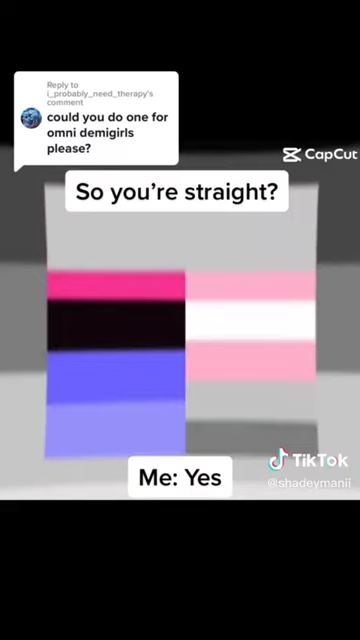 Reply to
i_probably_need_therapy's
comment
could you do one for
omni demigirls
please?
CapCut
So you're straight?
Me: Yes
TikTok
@shadeymanii